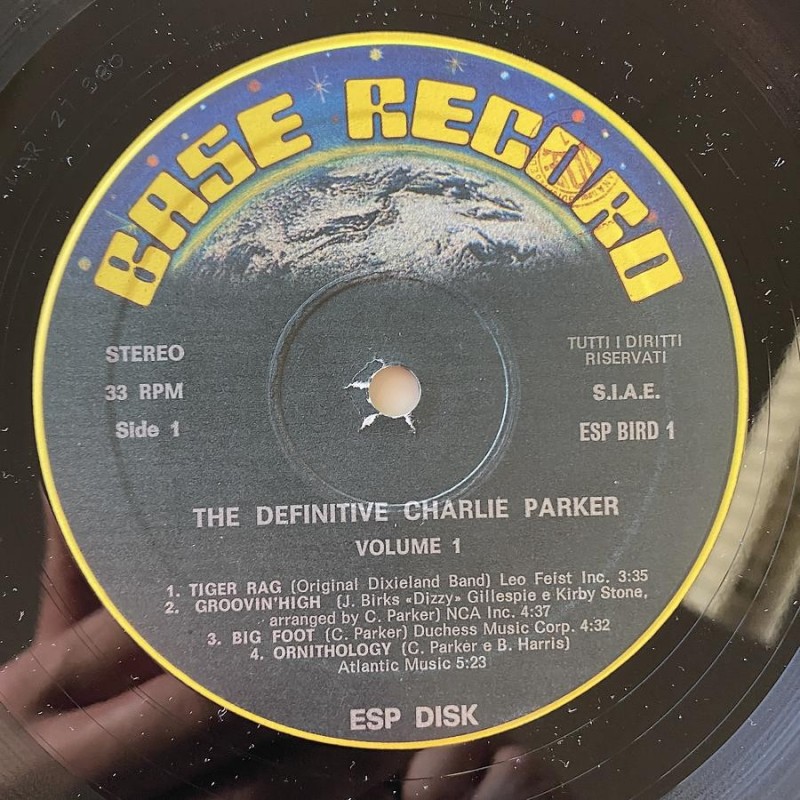 BASE RECORD
STEREO
33 RPM
Side 1
TUTTI I DIRITTI
RISERVATI
S.I.A.E.
ESP BIRD 1
THE DEFINITIVE CHARLIE PARKER
VOLUME 1
1. TIGER RAG (Original Dixieland Band) Leo Feist Inc. 3:35
2. GROOVIN'HIGH (J. Birks «Dizzy» Gillespie e Kirby Stone,
arranged by C. Parker) NCA Inc. 4:37
3. BIG FOOT (C. Parker) Duchess Music Corp. 4:32
4. ORNITHOLOGY (C. Parker e B. Harris)
Atlantic Music 5:23
ESP DISK